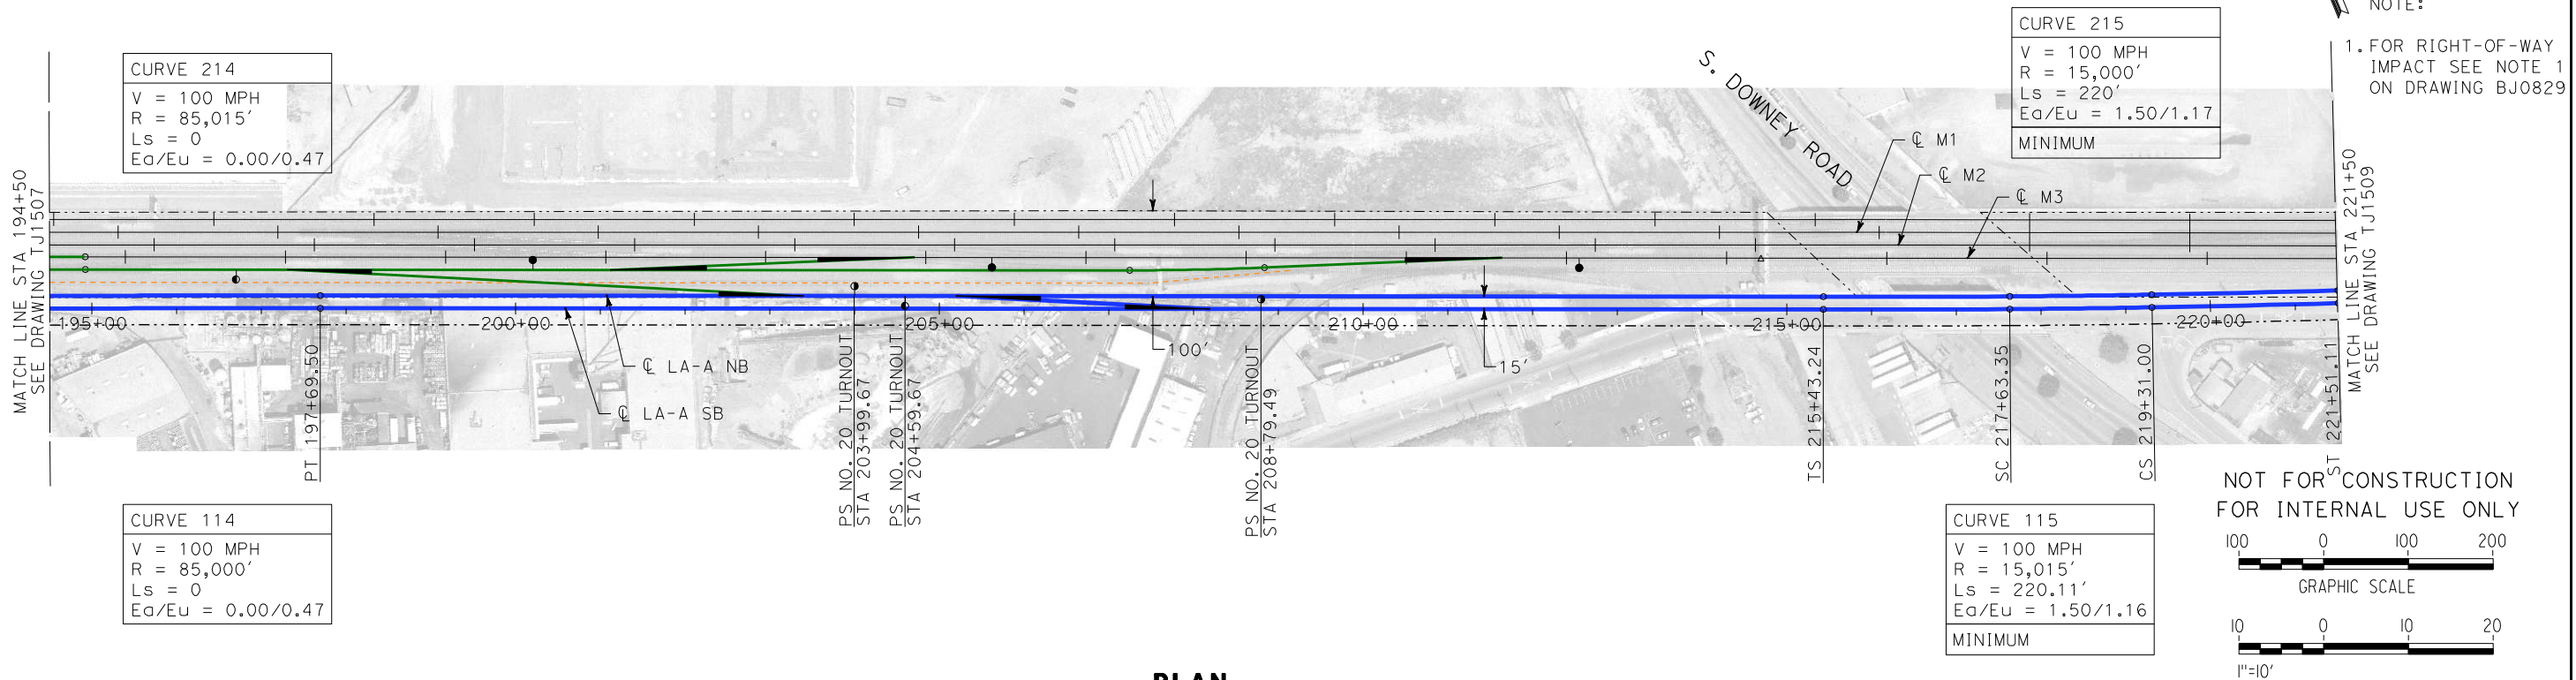 CURVE 214
V = 100 MPH
R = 85,015'
Ls = 0
Ea/Eu = 0.00/0.47
CURVE 215
V = 100 MPH
R = 15,000'
Ls = 220'
Ea/Eu = 1.50/1.17
MINIMUM
NOTE:
1. FOR RIGHT-OF-WAY
IMPACT SEE NOTE 1
ON DRAWING BJ0829
S. DOWNEY ROAD
℄ M1
℄ M2
℄ M3
MATCH LINE STA 194+50
SEE DRAWING TJ1507
MATCH LINE STA 221+50
SEE DRAWING TJ1509
195+00
200+00
205+00
210+00
215+00
220+00
℄ LA-A NB
℄ LA-A SB
100'
15'
PT 197+69.50
PS NO. 20 TURNOUT
STA 203+99.67
PS NO. 20 TURNOUT
STA 204+59.67
PS NO. 20 TURNOUT
STA 208+79.49
TS 215+43.24
SC 217+63.35
CS 219+31.00
ST 221+51.11
CURVE 114
V = 100 MPH
R = 85,000'
Ls = 0
Ea/Eu = 0.00/0.47
CURVE 115
V = 100 MPH
R = 15,015'
Ls = 220.11'
Ea/Eu = 1.50/1.16
MINIMUM
NOT FOR CONSTRUCTION
FOR INTERNAL USE ONLY
100 0 100 200
GRAPHIC SCALE
10 0 10 20
1"=10'
PLAN